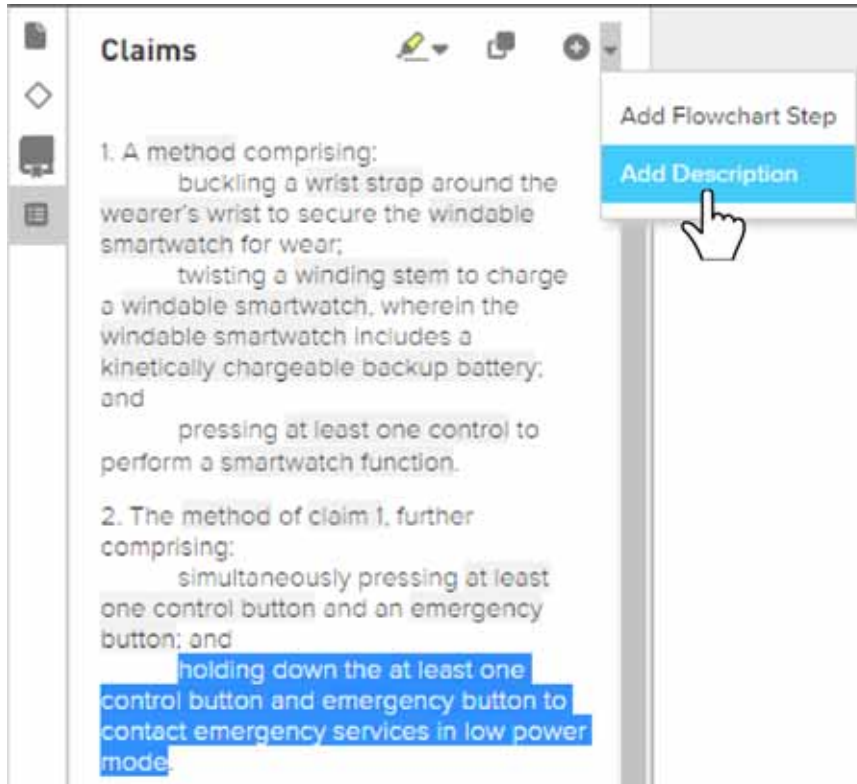 Claims
Add Flowchart Step
Add Description
1. A method comprising:
buckling a wrist strap around the
wearer's wrist to secure the windable
smartwatch for wear;
twisting a winding stem to charge
a windable smartwatch, wherein the
windable smartwatch includes a
kinetically chargeable backup battery;
and
pressing at least one control to
perform a smartwatch function.
2. The method of claim 1, further
comprising:
simultaneously pressing at least
one control button and an emergency
button; and
holding down the at least one
control button and emergency button to
contact emergency services in low power
mode.